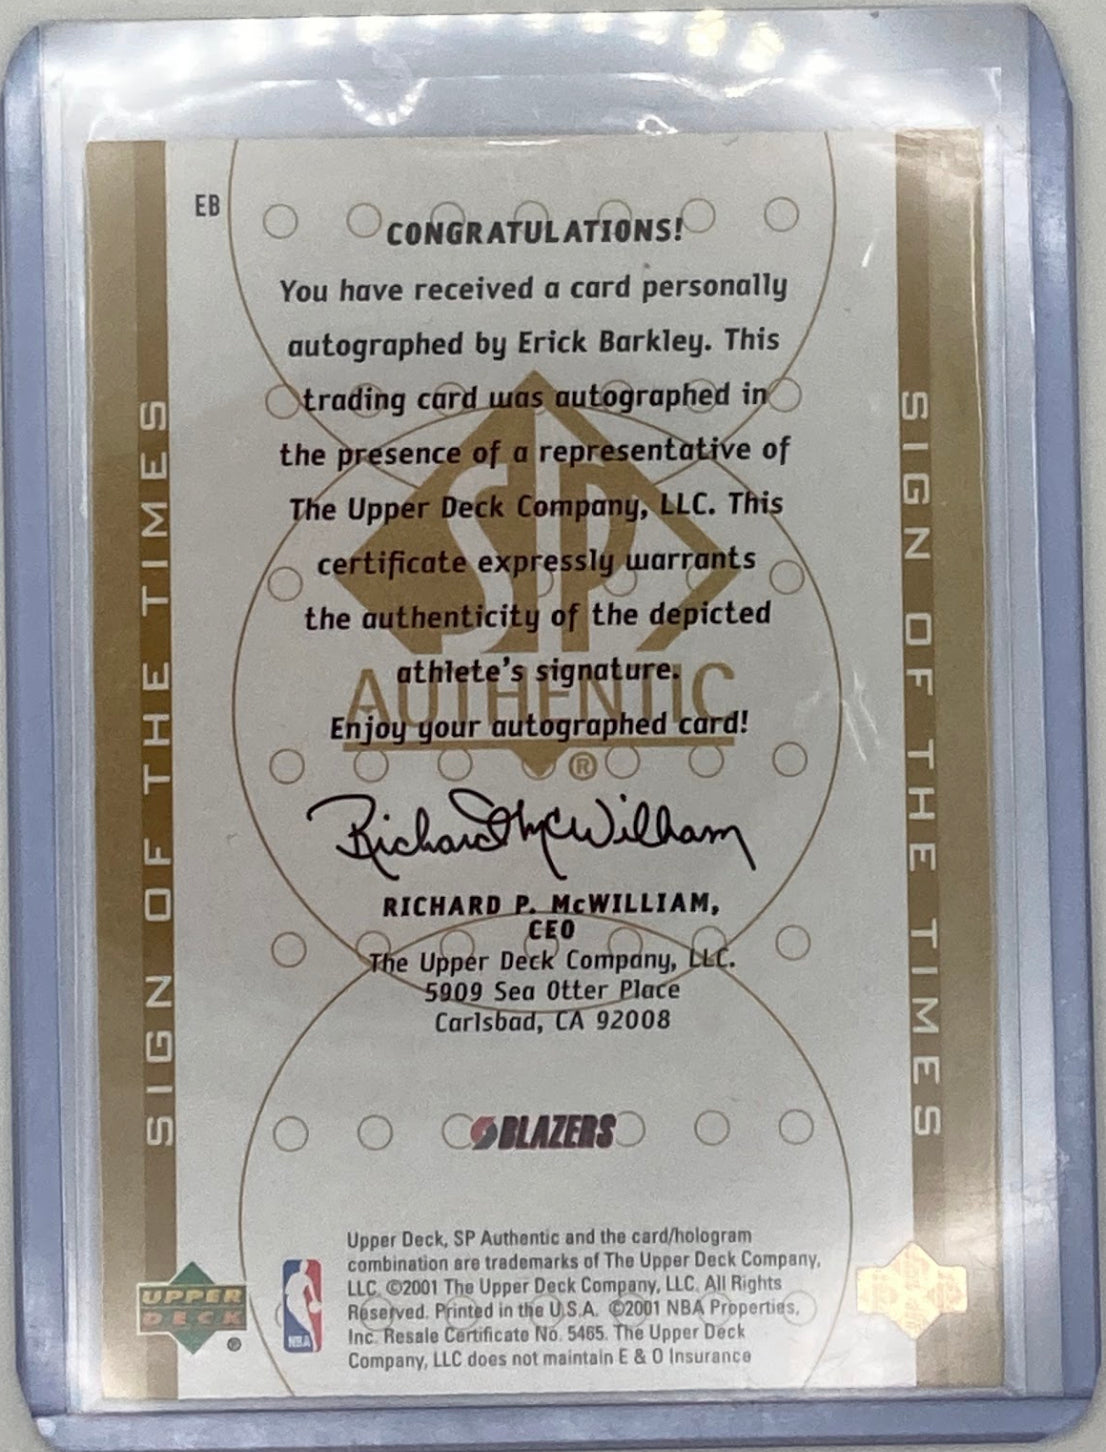 EB
CONGRATULATIONS!
You have received a card personally
autographed by Erick Barkley. This
trading card was autographed in
the presence of a representative of
The Upper Deck Company, LLC. This
certificate expressly warrants
the authenticity of the depicted
athlete's signature.
Enjoy your autographed card!
SP
AUTHENTIC
®
SIGN OF THE TIMES
SIGN OF THE TIMES
Richard McWilliam
RICHARD P. McWILLIAM,
CEO
The Upper Deck Company, LLC.
5909 Sea Otter Place
Carlsbad, CA 92008
BLAZERS
UPPER
DECK
®
NBA
Upper Deck, SP Authentic and the card/hologram
combination are trademarks of The Upper Deck Company,
LLC. ©2001 The Upper Deck Company, LLC. All Rights
Reserved. Printed in the U.S.A. ©2001 NBA Properties,
Inc. Resale Certificate No. 5465. The Upper Deck
Company, LLC does not maintain E & O Insurance